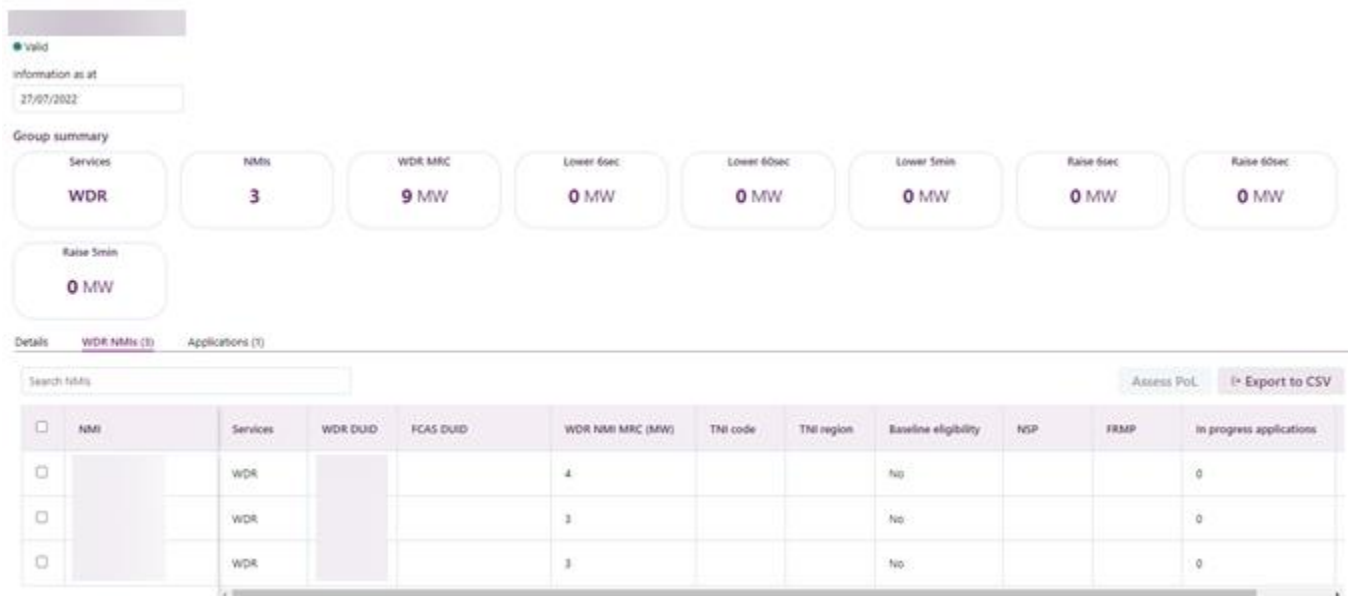 Valid
Information as at
27/07/2022
Group summary
Services NMIs WDR MRC Lower 6sec Lower 60sec Lower 5min Raise 6sec Raise 60sec
WDR 3 9 MW 0 MW 0 MW 0 MW 0 MW 0 MW
Raise 5min
0 MW
Details WDR NMIs (3) Applications (1)
Search NMIs Assess PoL Export to CSV
NMI Services WDR DUID FCAS DUID WDR NMI MRC (MW) TNI code TNI region Baseline eligibility NSP FRMP In progress applications
WDR 4 No 0
WDR 3 No 0
WDR 3 No 0